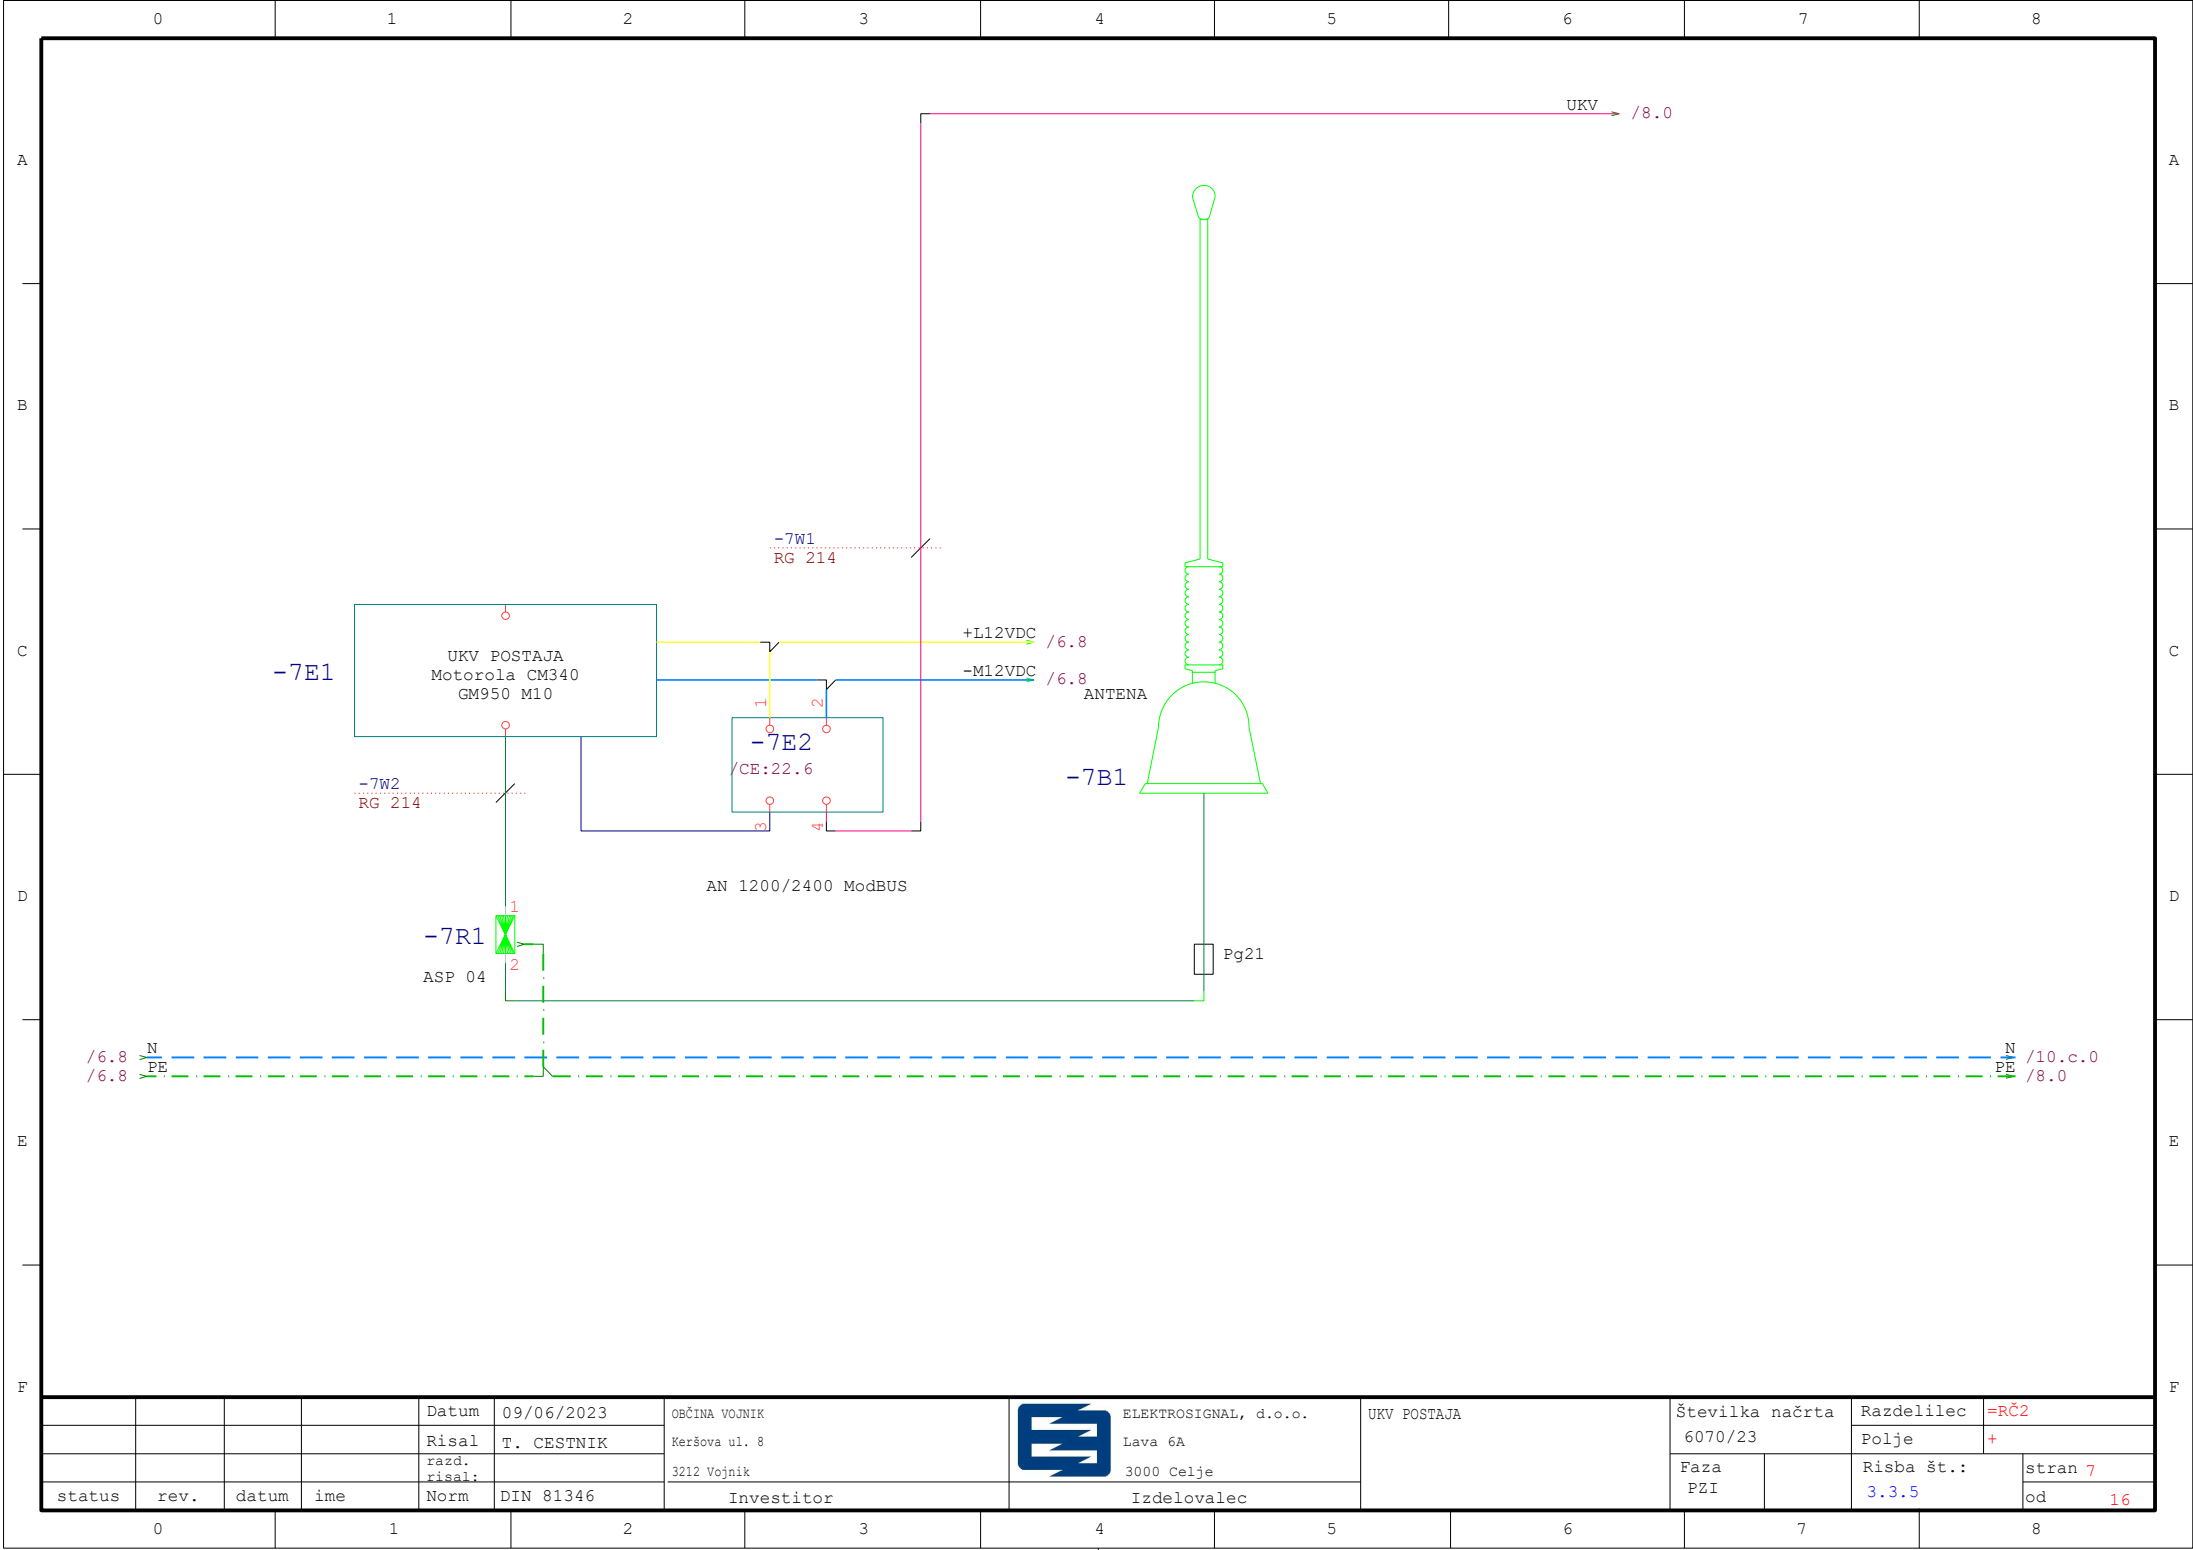 0 1 2 3 4 5 6 7 8
UKV /8.0
A A
B B
-7W1
RG 214
+L12VDC /6.8
C C
UKV POSTAJA
-7E1
Motorola CM340
-M12VDC /6.8
GM950 M10
ANTENA
1 2
-7E2
/CE:22.6
-7B1
-7W2
RG 214
3 4
AN 1200/2400 ModBUS
D D
1
-7R1
Pg21
2
ASP 04
/6.8 N N /10.c.0
/6.8 PE PE /8.0
E E
F F
Datum 09/06/2023
Risal T. CESTNIK
razd.
risal:
status rev. datum ime Norm DIN 81346
OBČINA VOJNIK
Keršova ul. 8
3212 Vojnik
Investitor
ELEKTROSIGNAL, d.o.o.
Lava 6A
3000 Celje
Izdelovalec
UKV POSTAJA
Številka načrta
6070/23
Faza
PZI
Razdelilec =RČ2
Polje +
Risba št.:
3.3.5
stran 7
od 16
0 1 2 3 4 5 6 7 8